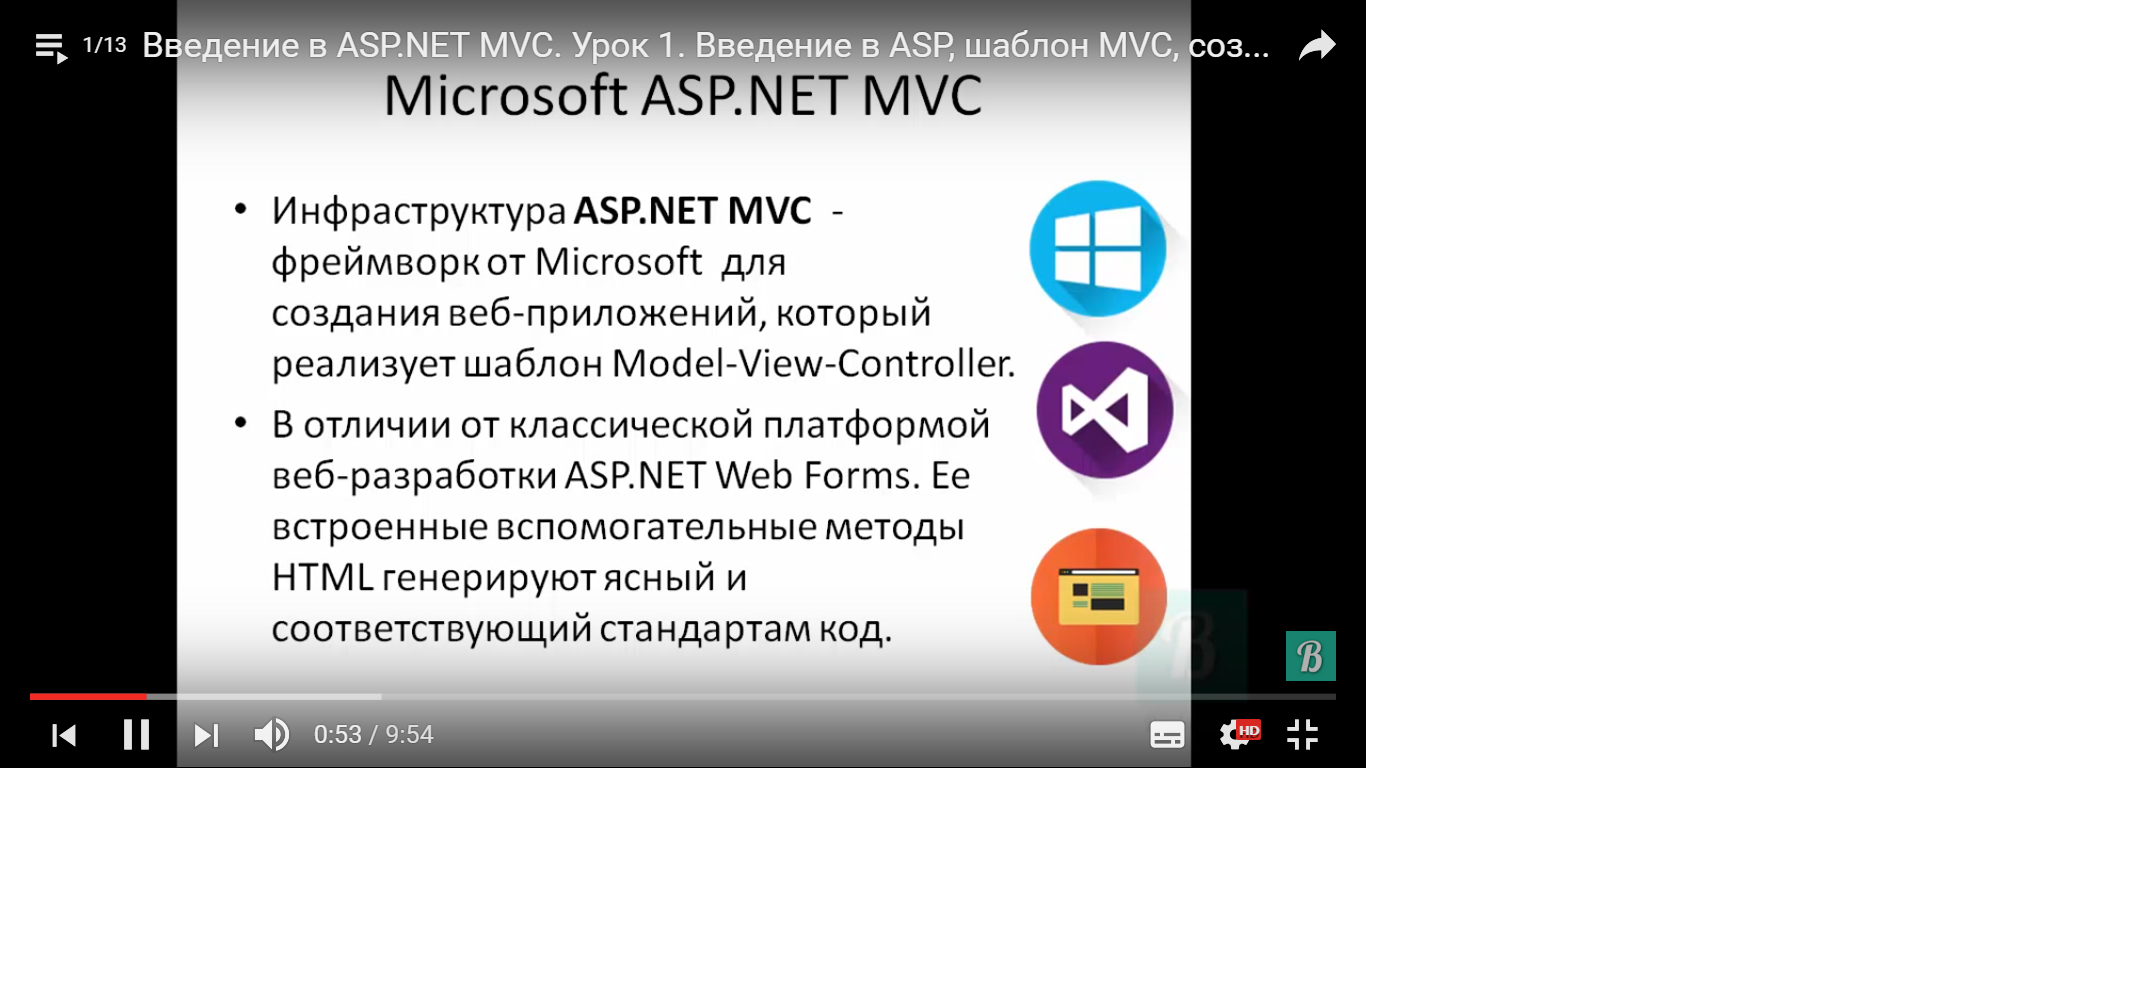 1/13 Введение в ASP.NET MVC. Урок 1. Введение в ASP, шаблон MVC, соз...
Microsoft ASP.NET MVC
• Инфраструктура ASP.NET MVC -
фреймворк от Microsoft для
создания веб-приложений, который
реализует шаблон Model-View-Controller.
• В отличии от классической платформой
веб-разработки ASP.NET Web Forms. Ее
встроенные вспомогательные методы
HTML генерируют ясный и
соответствующий стандартам код.
B
B
0:53 / 9:54
HD